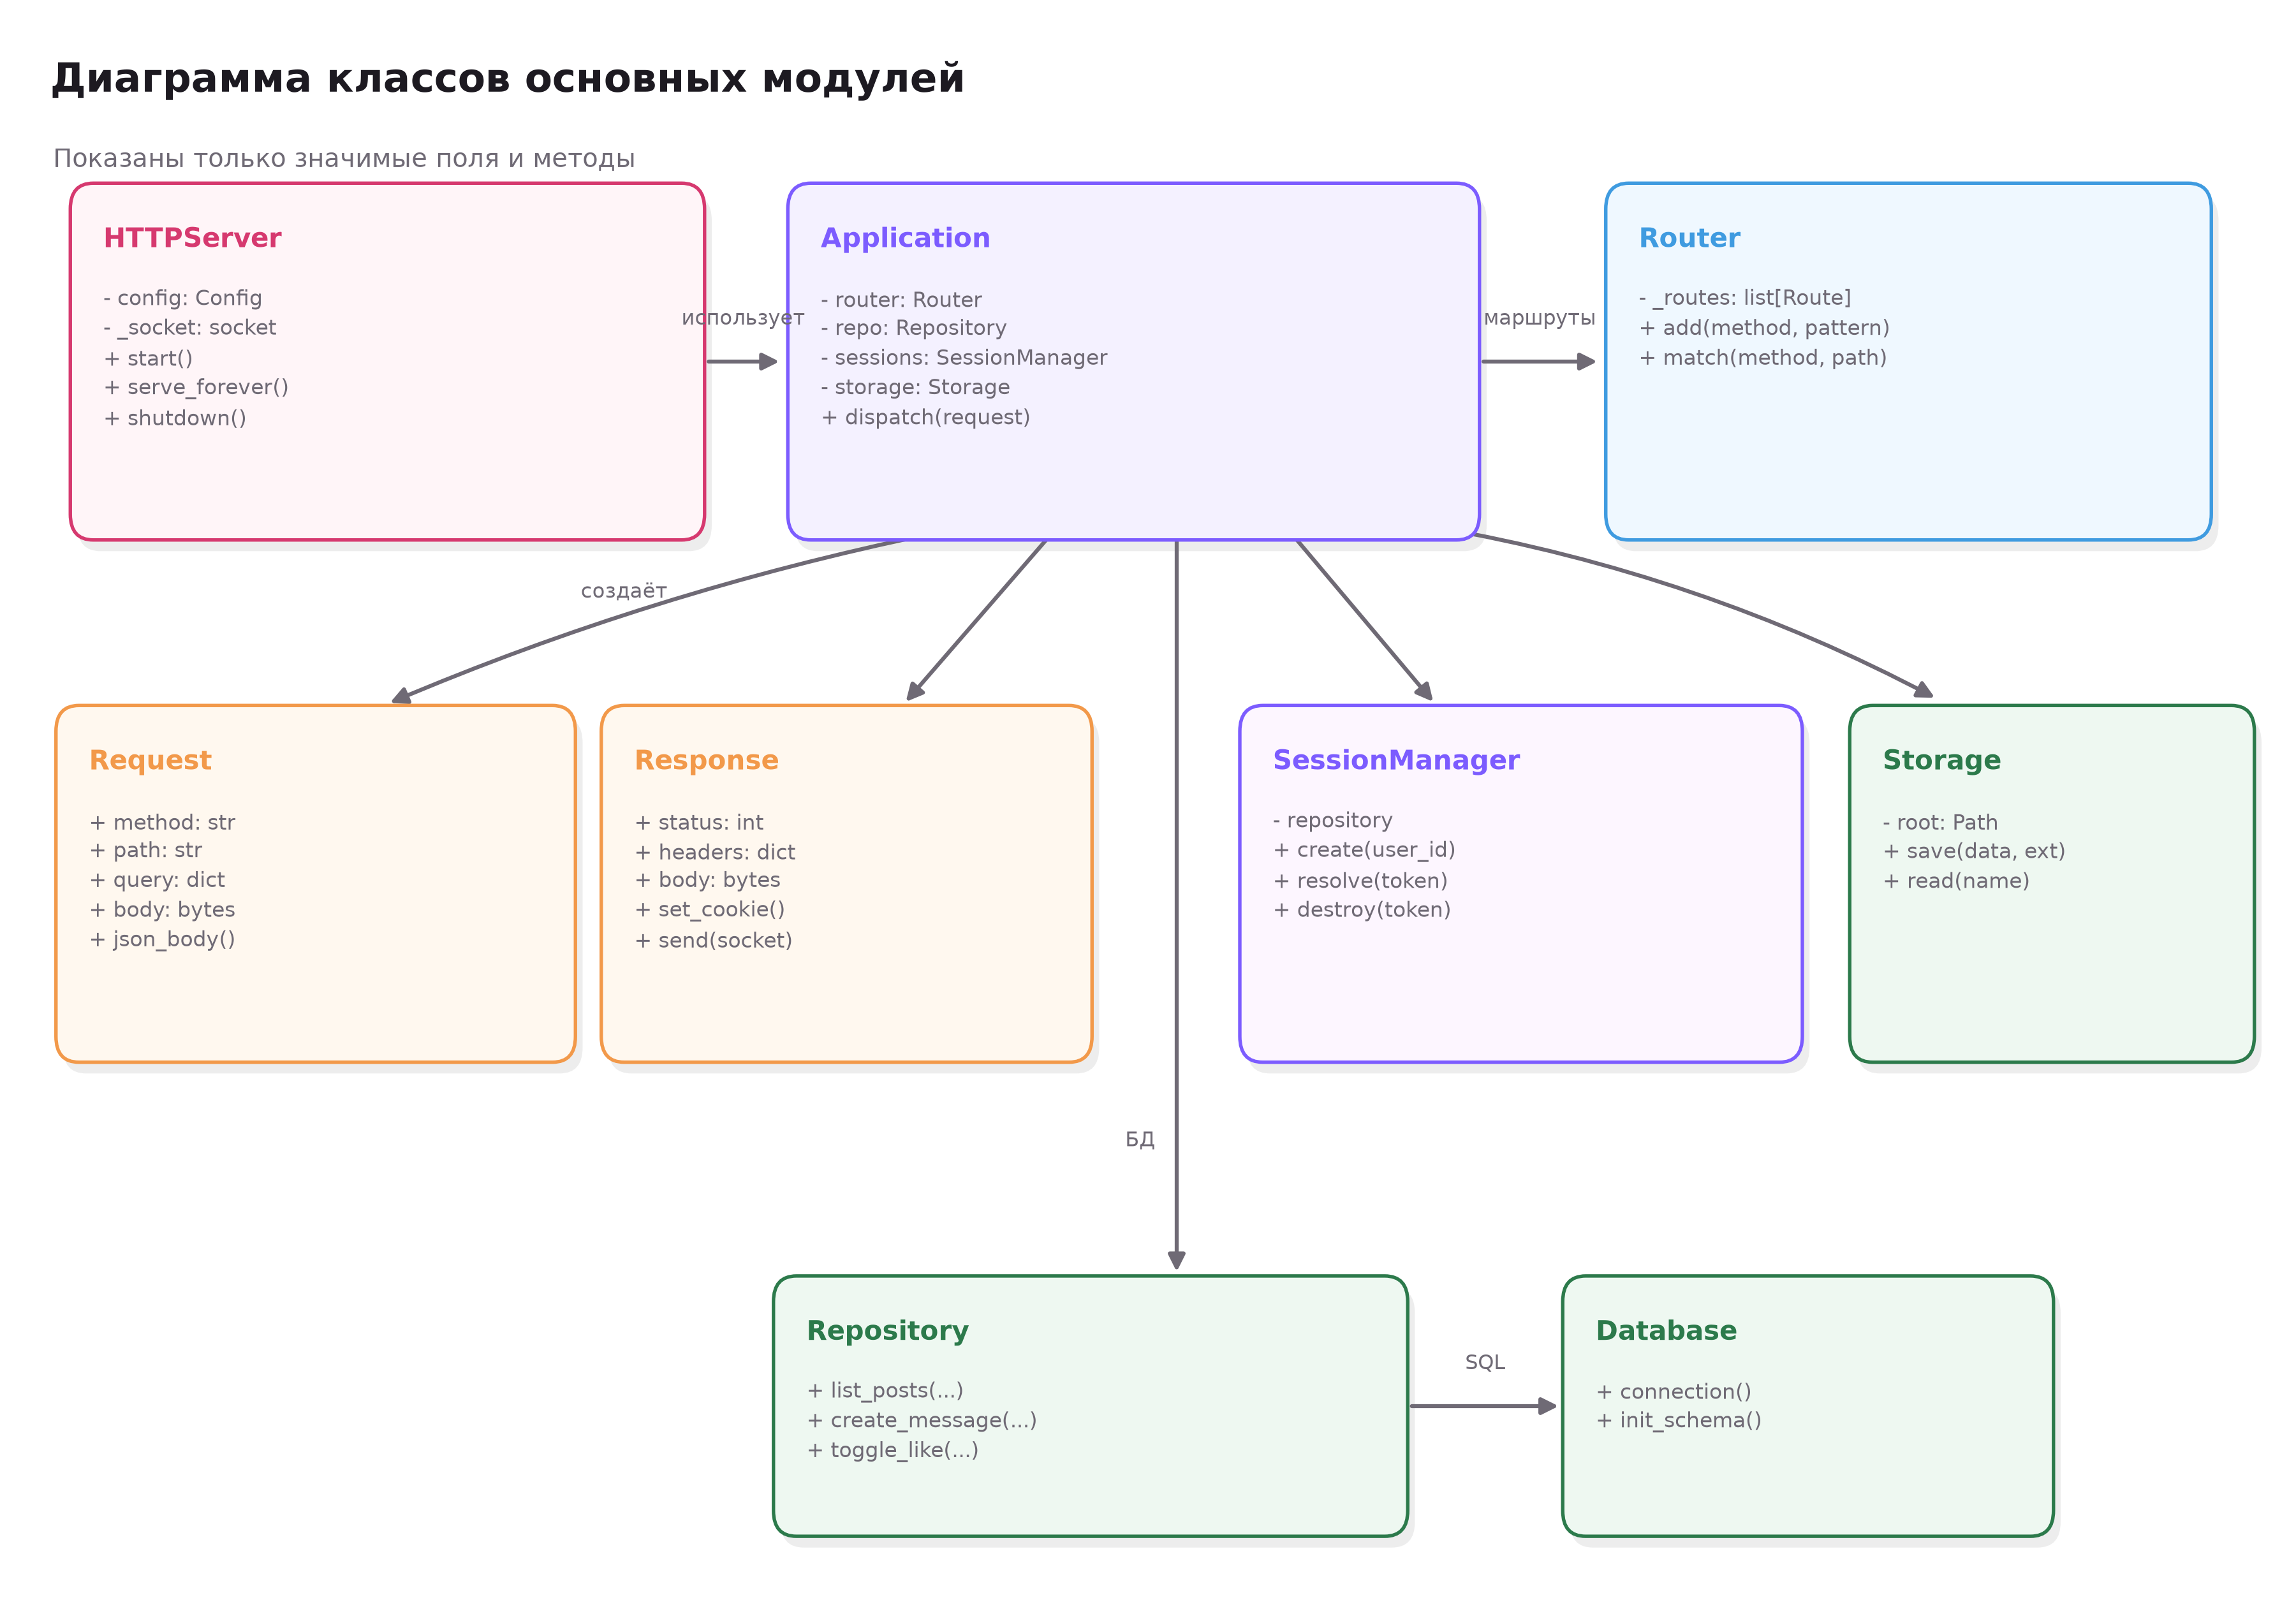 Диаграмма классов основных модулей
Показаны только значимые поля и методы
HTTPServer
- config: Config
- _socket: socket
+ start()
+ serve_forever()
+ shutdown()
использует
Application
- router: Router
- repo: Repository
- sessions: SessionManager
- storage: Storage
+ dispatch(request)
маршруты
Router
- _routes: list[Route]
+ add(method, pattern)
+ match(method, path)
создаёт
Request
+ method: str
+ path: str
+ query: dict
+ body: bytes
+ json_body()
Response
+ status: int
+ headers: dict
+ body: bytes
+ set_cookie()
+ send(socket)
SessionManager
- repository
+ create(user_id)
+ resolve(token)
+ destroy(token)
Storage
- root: Path
+ save(data, ext)
+ read(name)
БД
Repository
+ list_posts(...)
+ create_message(...)
+ toggle_like(...)
SQL
Database
+ connection()
+ init_schema()